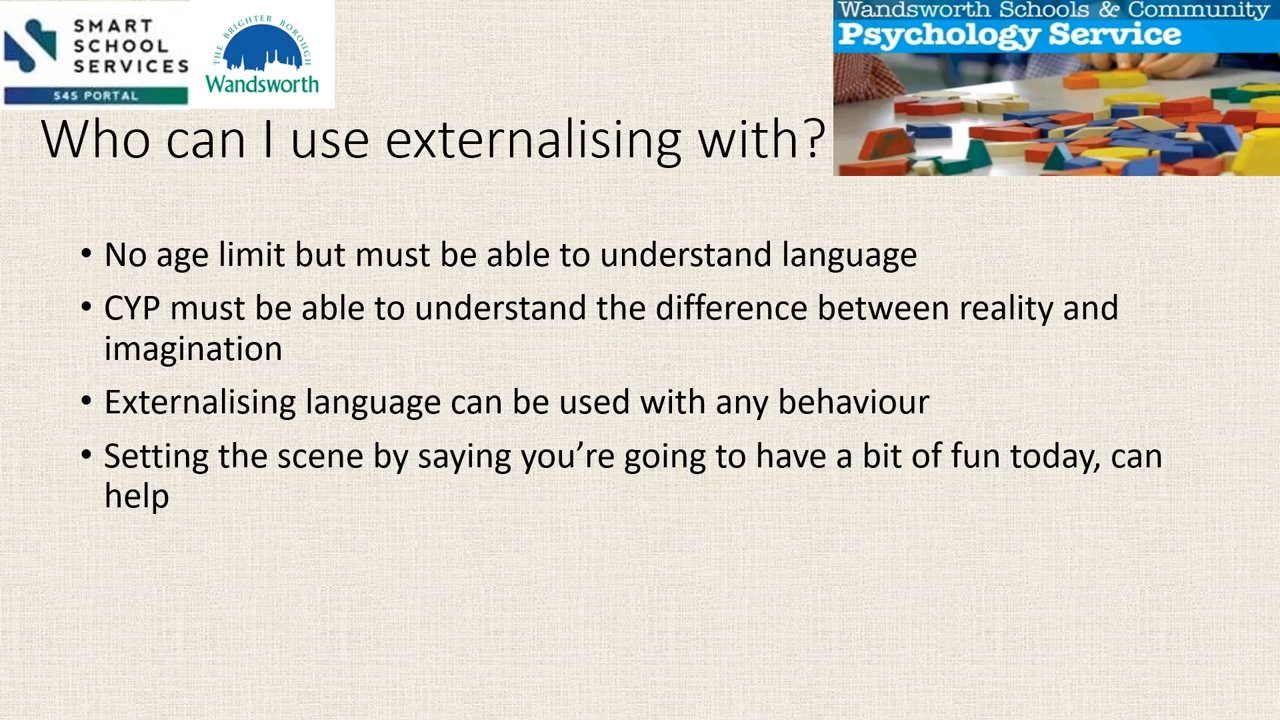 SMART
SCHOOL
SERVICES
S4S PORTAL
THE BRIGHTER BOROUGH
Wandsworth
Wandsworth Schools & Community
Psychology Service
Who can I use externalising with?
• No age limit but must be able to understand language
• CYP must be able to understand the difference between reality and
imagination
• Externalising language can be used with any behaviour
• Setting the scene by saying you’re going to have a bit of fun today, can
help